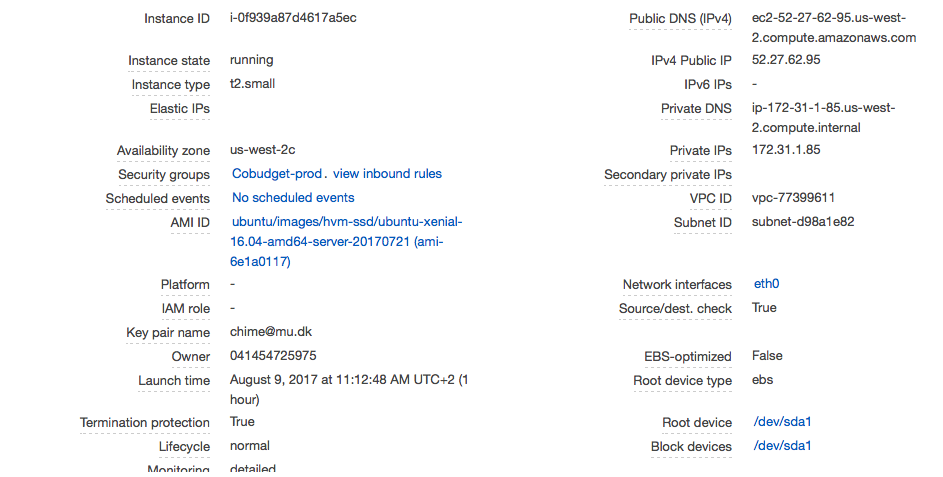 Instance ID i-0f939a87d4617a5ec
Public DNS (IPv4) ec2-52-27-62-95.us-west-
2.compute.amazonaws.com
Instance state running
IPv4 Public IP 52.27.62.95
Instance type t2.small
IPv6 IPs -
Elastic IPs
Private DNS ip-172-31-1-85.us-west-
2.compute.internal
Availability zone us-west-2c
Private IPs 172.31.1.85
Security groups Cobudget-prod. view inbound rules
Secondary private IPs
Scheduled events No scheduled events
VPC ID vpc-77399611
AMI ID ubuntu/images/hvm-ssd/ubuntu-xenial-
16.04-amd64-server-20170721 (ami-
6e1a0117)
Subnet ID subnet-d98a1e82
Platform -
Network interfaces eth0
IAM role -
Source/dest. check True
Key pair name chime@mu.dk
Owner 041454725975
EBS-optimized False
Launch time August 9, 2017 at 11:12:48 AM UTC+2 (1
hour)
Root device type ebs
Termination protection True
Root device /dev/sda1
Lifecycle normal
Block devices /dev/sda1
Monitoring detailed